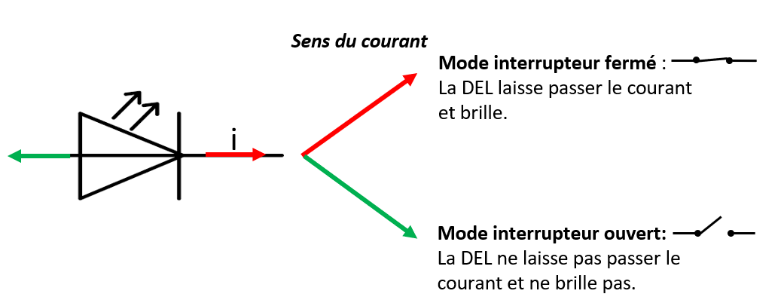 Sens du courant
Mode interrupteur fermé :
La DEL laisse passer le courant
et brille.
i
Mode interrupteur ouvert:
La DEL ne laisse pas passer le
courant et ne brille pas.